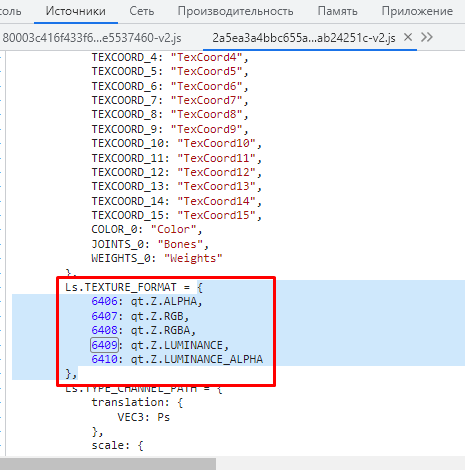 соль Источники Сеть Производительность Память Приложение
80003c416f433f6...e5537460-v2.js 2a5ea3a4bbc655a...ab24251c-v2.js ×
TEXCOORD_4: "TexCoord4",
TEXCOORD_5: "TexCoord5",
TEXCOORD_6: "TexCoord6",
TEXCOORD_7: "TexCoord7",
TEXCOORD_8: "TexCoord8",
TEXCOORD_9: "TexCoord9",
TEXCOORD_10: "TexCoord10",
TEXCOORD_11: "TexCoord11",
TEXCOORD_12: "TexCoord12",
TEXCOORD_13: "TexCoord13",
TEXCOORD_14: "TexCoord14",
TEXCOORD_15: "TexCoord15",
COLOR_0: "Color",
JOINTS_0: "Bones",
WEIGHTS_0: "Weights"
},
Ls.TEXTURE_FORMAT = {
6406: qt.Z.ALPHA,
6407: qt.Z.RGB,
6408: qt.Z.RGBA,
6409: qt.Z.LUMINANCE,
6410: qt.Z.LUMINANCE_ALPHA
},
Ls.TYPE_CHANNEL_PATH = {
translation: {
VEC3: Ps
},
scale: {